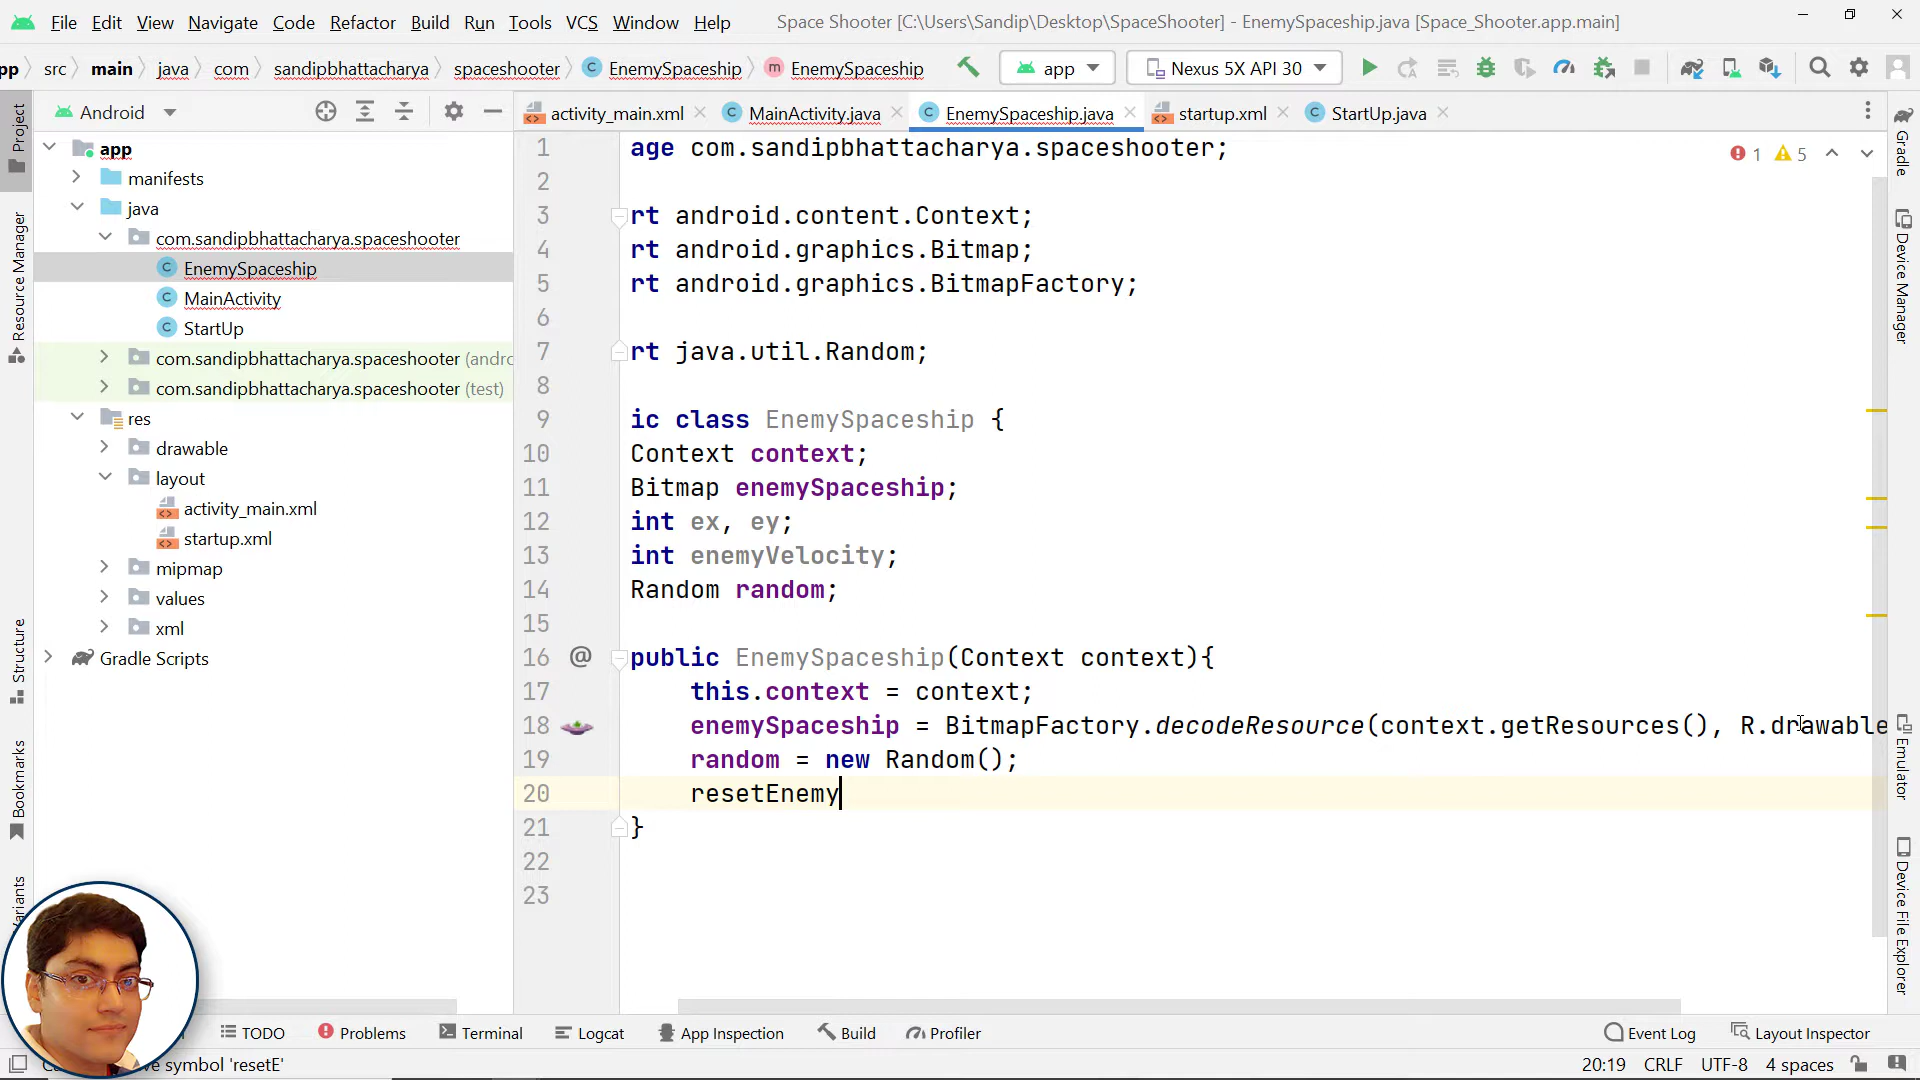 File Edit View Navigate Code Refactor Build Run Tools VCS Window Help Space Shooter [C:\Users\Sandip\Desktop\SpaceShooter] - EnemySpaceship.java [Space_Shooter.app.main]
pp src main java com sandipbhattacharya spaceshooter EnemySpaceship EnemySpaceship app Nexus 5X API 30
Android
activity_main.xml MainActivity.java EnemySpaceship.java startup.xml StartUp.java
Project
Resource Manager
Structure
Bookmarks
app
manifests
java
com.sandipbhattacharya.spaceshooter
EnemySpaceship
MainActivity
StartUp
com.sandipbhattacharya.spaceshooter
com.sandipbhattacharya.spaceshooter (test)
res
drawable
layout
activity_main.xml
startup.xml
mipmap
values
xml
Gradle Scripts
1 age com.sandipbhattacharya.spaceshooter;
2
3 rt android.content.Context;
4 rt android.graphics.Bitmap;
5 rt android.graphics.BitmapFactory;
6
7 rt java.util.Random;
8
9 ic class EnemySpaceship {
10 Context context;
11 Bitmap enemySpaceship;
12 int ex, ey;
13 int enemyVelocity;
14 Random random;
15
16 @ public EnemySpaceship(Context context){
17 this.context = context;
18 enemySpaceship = BitmapFactory.decodeResource(context.getResources(), R.drawable
19 random = new Random();
20 resetEnemy
21 }
22
23
1 5
Gradle
Device Manager
Emulator
Device File Explorer
TODO Problems Terminal Logcat App Inspection Build Profiler Event Log Layout Inspector
ve symbol 'resetE' 20:19 CRLF UTF-8 4 spaces